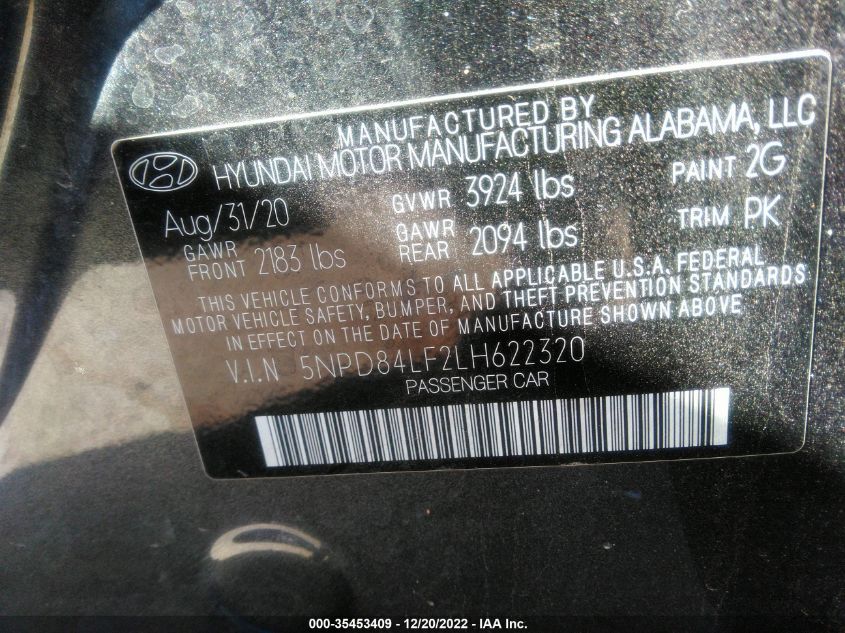 MANUFACTURED BY
HYUNDAI MOTOR MANUFACTURING ALABAMA, LLC
Aug/31/20 GVWR 3924 lbs PAINT 2G
GAWR FRONT 2183 lbs GAWR REAR 2094 lbs TRIM PK
THIS VEHICLE CONFORMS TO ALL APPLICABLE U.S.A. FEDERAL
MOTOR VEHICLE SAFETY, BUMPER, AND THEFT PREVENTION STANDARDS
IN EFFECT ON THE DATE OF MANUFACTURE SHOWN ABOVE
V.I.N 5NPD84LF2LH622320
PASSENGER CAR
000-35453409 - 12/20/2022 - IAA Inc.